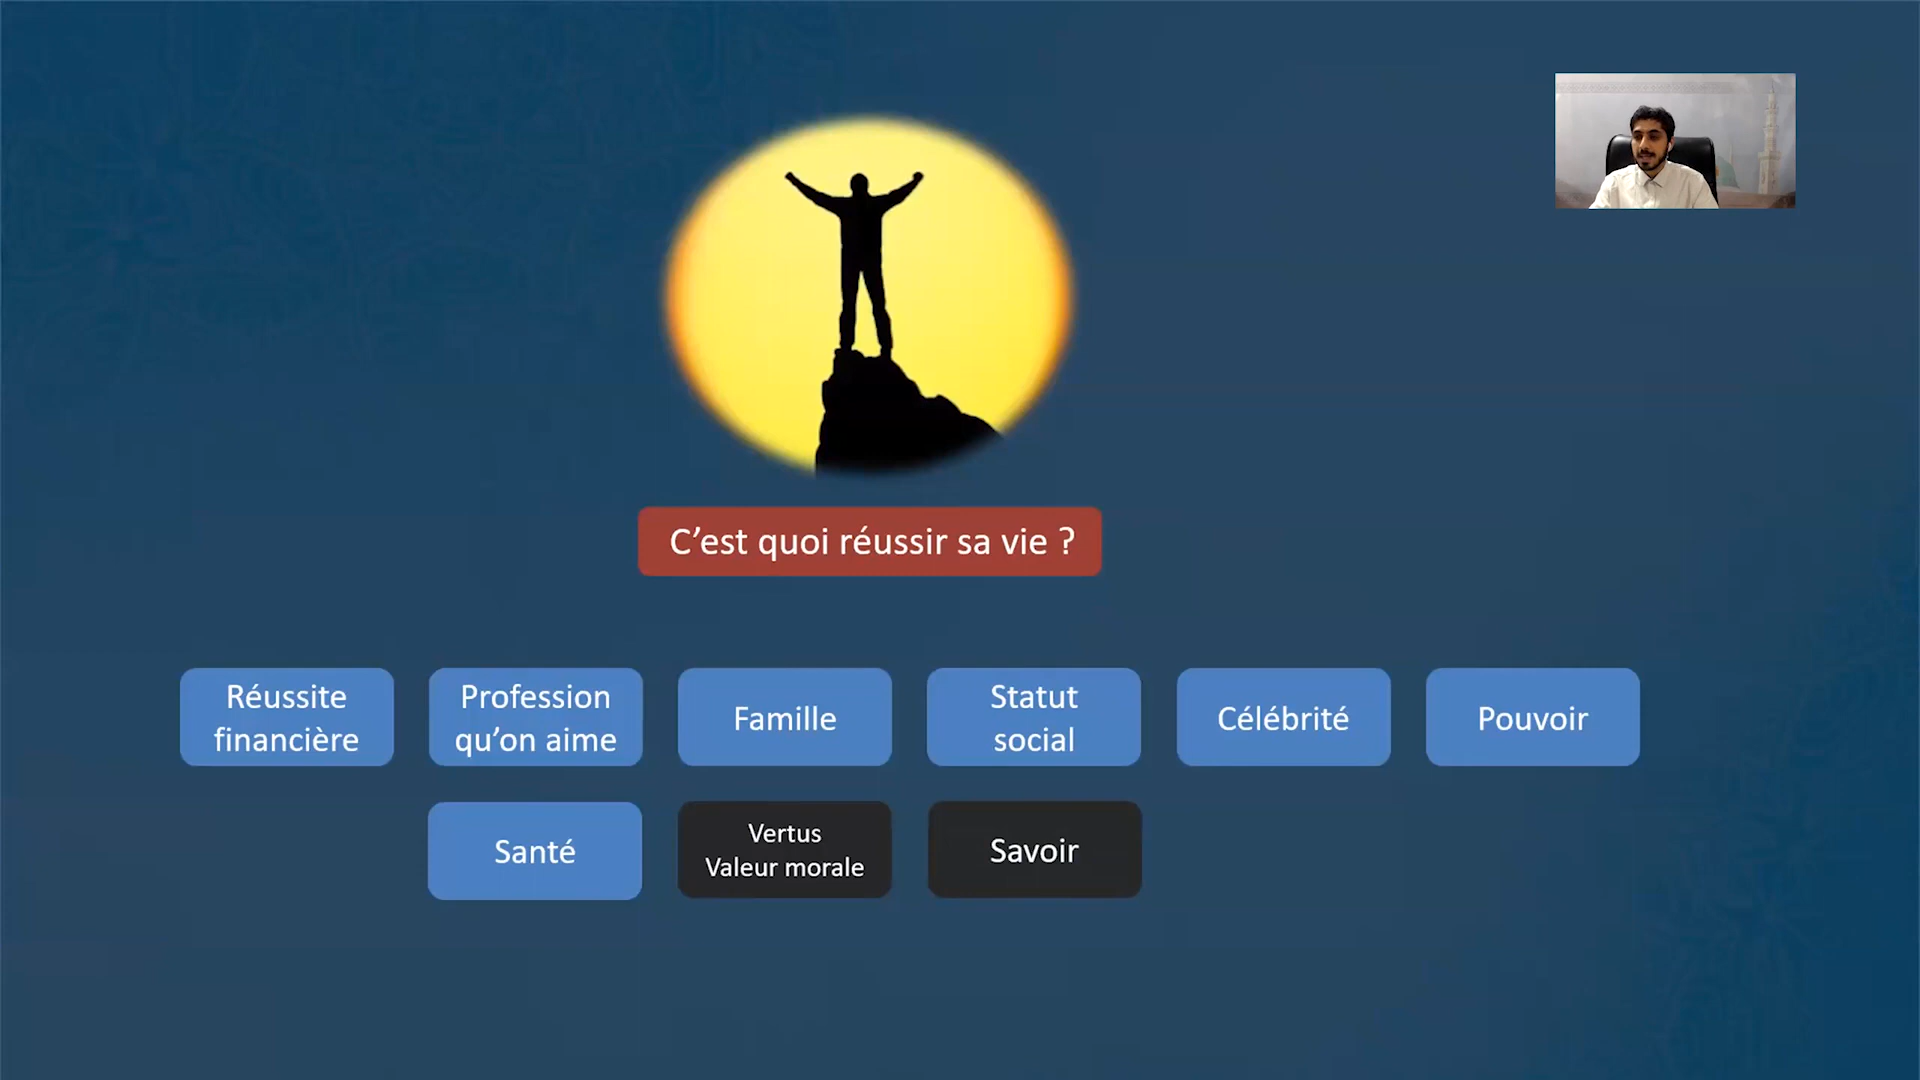 C’est quoi réussir sa vie ?
Réussite
financière
Profession
qu’on aime
Famille
Statut
social
Célébrité
Pouvoir
Santé
Vertus
Valeur morale
Savoir